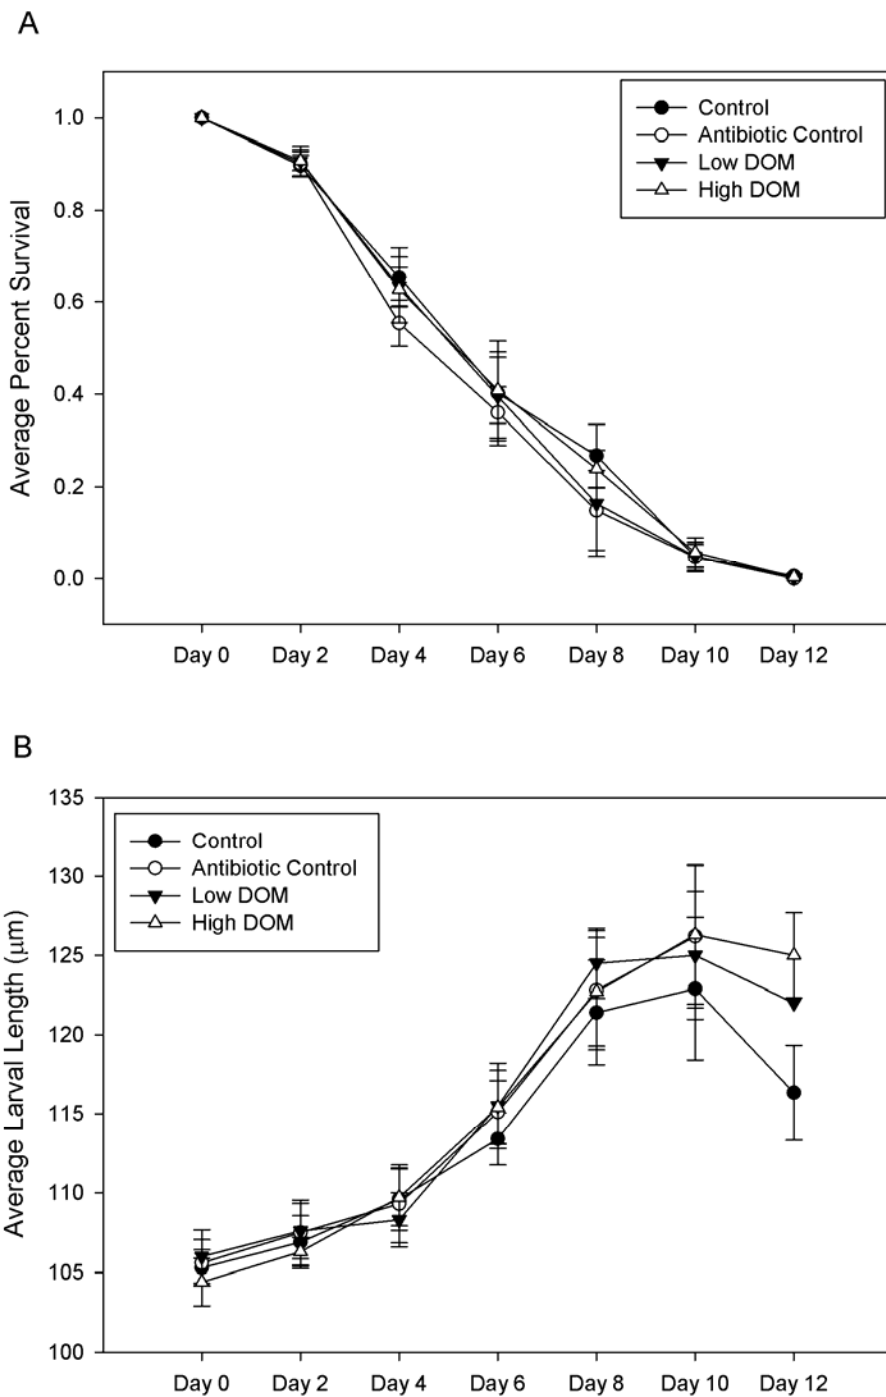 A
Average Percent Survival
1.0
0.8
0.6
0.4
0.2
0.0
Control
Antibiotic Control
Low DOM
High DOM
Day 0 Day 2 Day 4 Day 6 Day 8 Day 10 Day 12
B
Average Larval Length (μm)
135
130
125
120
115
110
105
100
Control
Antibiotic Control
Low DOM
High DOM
Day 0 Day 2 Day 4 Day 6 Day 8 Day 10 Day 12